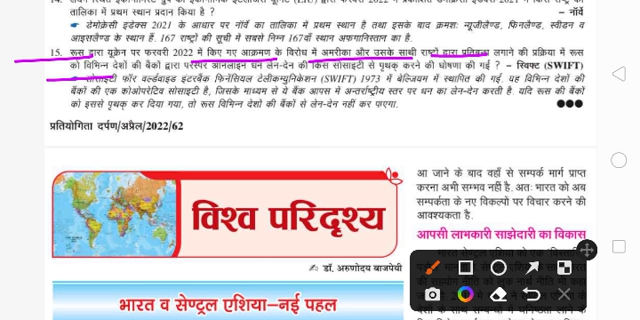 तालिका में प्रथम स्थान प्रदान किया है ? – नॉर्वे
डेमोक्रेसी इंडेक्स 2021 के आधार पर नॉर्वे का तालिका में प्रथम स्थान है तथा इसके बाद क्रमशः न्यूजीलैण्ड, फिनलैण्ड, स्वीडन व
आइसलैण्ड के स्थान हैं. 167 राष्ट्रों की सूची में सबसे निम्न 167वाँ स्थान अफगानिस्तान का है.
15. रूस द्वारा यूक्रेन पर फरवरी 2022 में किए गए आक्रमण के विरोध में अमरीका और उसके साथी राष्ट्रों द्वारा प्रतिबन्ध लगाने की प्रक्रिया में रूस
को विभिन्न देशों की बैंकों द्वारा परस्पर ऑनलाइन धन लेन-देन की किस सोसाइटी से पृथक् करने की घोषणा की गई ? – स्विफ्ट (SWIFT)
सोसाइटी फॉर वर्ल्डवाइड इंटरबैंक फिनेंसियल टेलीकम्युनिकेशन (SWIFT) 1973 में बेल्जियम में स्थापित की गई. यह विभिन्न देशों की
बैंकों की एक कोओपरेटिव सोसाइटी है, जिसके माध्यम से ये बैंक आपस में अन्तर्राष्ट्रीय स्तर पर धन का लेन-देन करती है. यदि रूस की बैंकों
को इससे पृथक् कर दिया गया, तो रूस विभिन्न देशों की बैंकों से लेन-देन नहीं कर पाएगा.
प्रतियोगिता दर्पण/अप्रैल/2022/62
विश्व परिदृश्य
डॉ. अरुणोदय बाजपेयी
भारत व सेण्ट्रल एशिया–नई पहल
आ जाने के बाद वहाँ से सम्पर्क मार्ग प्राप्त
करना अभी सम्भव नहीं है. अतः भारत को अब
सम्पर्कता के नए विकल्पों पर विचार करने की
आवश्यकता है.
आपसी लाभकारी साझेदारी का विकास